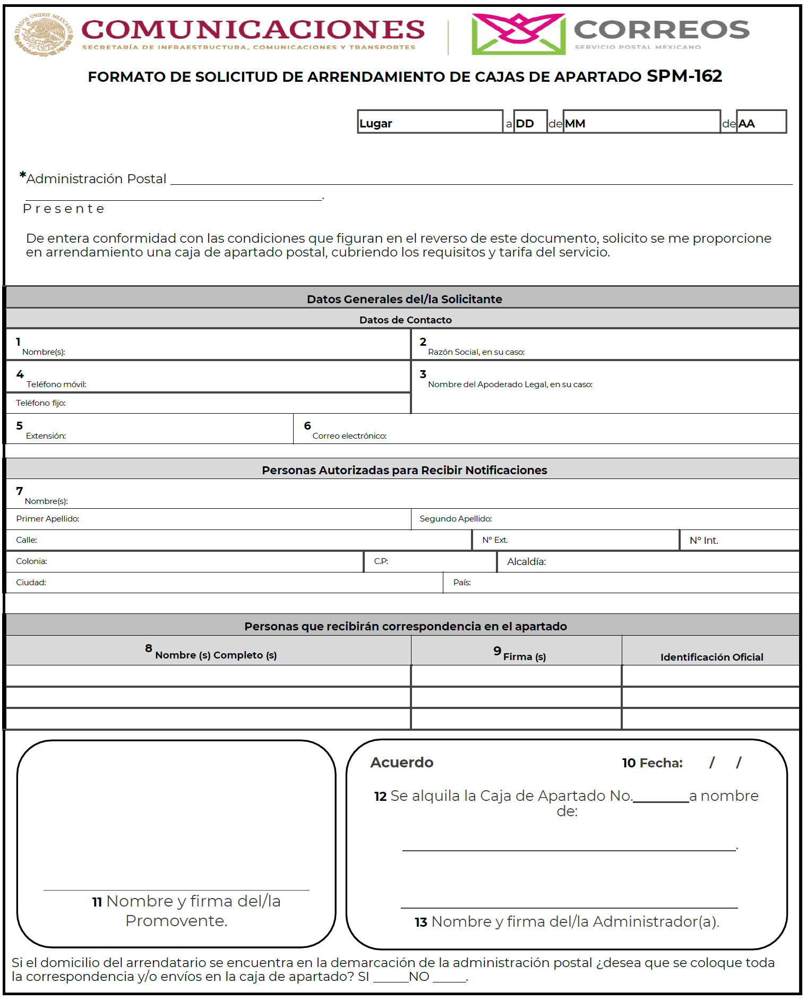 ESTADOS UNIDOS MEXICANOS
COMUNICACIONES
SECRETARÍA DE INFRAESTRUCTURA, COMUNICACIONES Y TRANSPORTES
CORREOS
SERVICIO POSTAL MEXICANO
FORMATO DE SOLICITUD DE ARRENDAMIENTO DE CAJAS DE APARTADO SPM-162
Lugar a DD de MM de AA
*Administración Postal
.
Presente
De entera conformidad con las condiciones que figuran en el reverso de este documento, solicito se me proporcione
en arrendamiento una caja de apartado postal, cubriendo los requisitos y tarifa del servicio.
Datos Generales del/la Solicitante
Datos de Contacto
1 Nombre(s):
2 Razón Social, en su caso:
4 Teléfono móvil:
3 Nombre del Apoderado Legal, en su caso:
Teléfono fijo:
5 Extensión:
6 Correo electrónico:
Personas Autorizadas para Recibir Notificaciones
7 Nombre(s):
Primer Apellido: Segundo Apellido:
Calle: N° Ext. N° Int.
Colonia: C.P: Alcaldía:
Ciudad: País:
Personas que recibirán correspondencia en el apartado
8 Nombre (s) Completo (s) 9 Firma (s) Identificación Oficial
Acuerdo 10 Fecha: / /
12 Se alquila la Caja de Apartado No.______a nombre
de:
.
11 Nombre y firma del/la
Promovente.
13 Nombre y firma del/la Administrador(a).
Si el domicilio del arrendatario se encuentra en la demarcación de la administración postal ¿desea que se coloque toda
la correspondencia y/o envíos en la caja de apartado? SI _____NO _____.